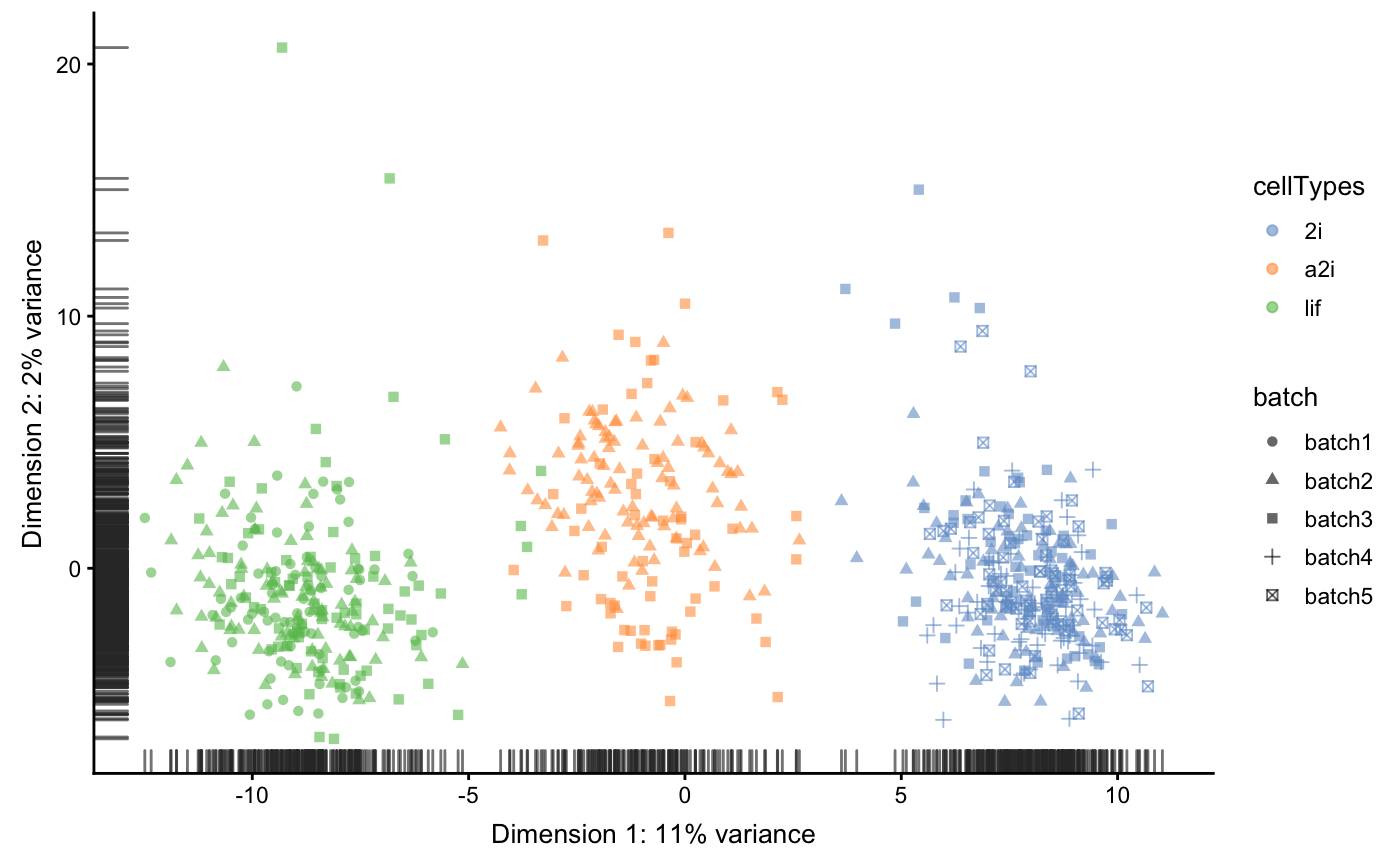 20
10
0
Dimension 2: 2% variance
-10
-5
0
5
10
Dimension 1: 11% variance
cellTypes
2i
a2i
lif
batch
batch1
batch2
batch3
batch4
batch5